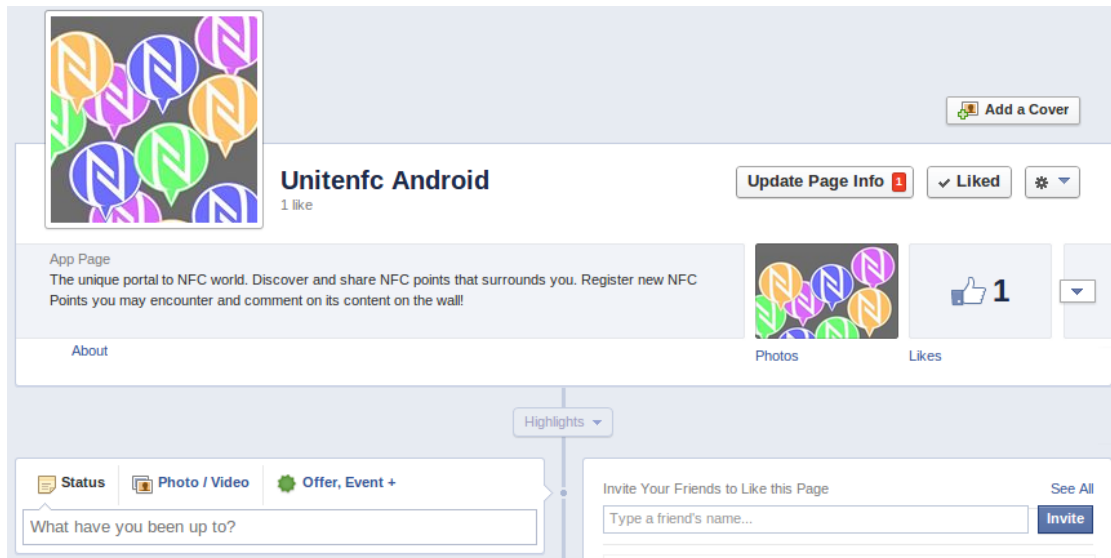 Add a Cover
Unitenfc Android
1 like
Update Page Info 1
Liked
App Page
The unique portal to NFC world. Discover and share NFC points that surrounds you. Register new NFC
Points you may encounter and comment on its content on the wall!
1
About
Photos
Likes
Highlights
Status
Photo / Video
Offer, Event +
What have you been up to?
Invite Your Friends to Like this Page
See All
Type a friend's name...
Invite